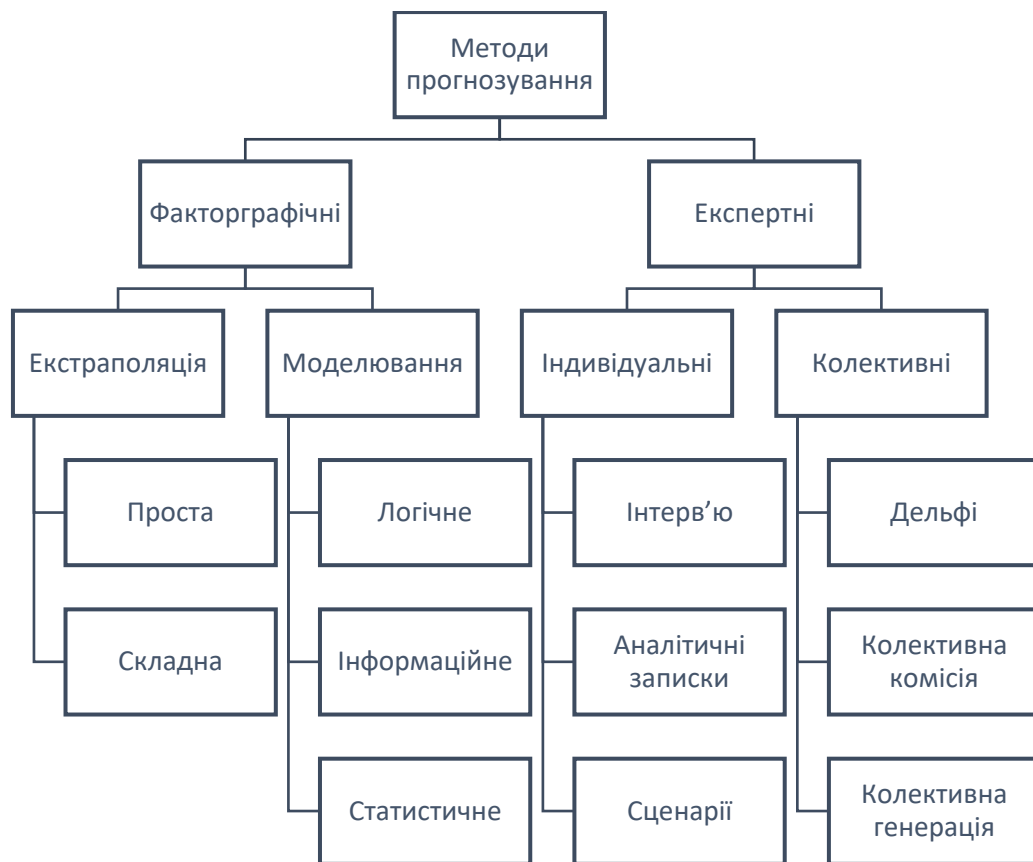 Методи
прогнозування
Факторграфічні
Експертні
Екстраполяція
Моделювання
Індивідуальні
Колективні
Проста
Логічне
Інтерв’ю
Дельфі
Складна
Інформаційне
Аналітичні
записки
Колективна
комісія
Статистичне
Сценарії
Колективна
генерація